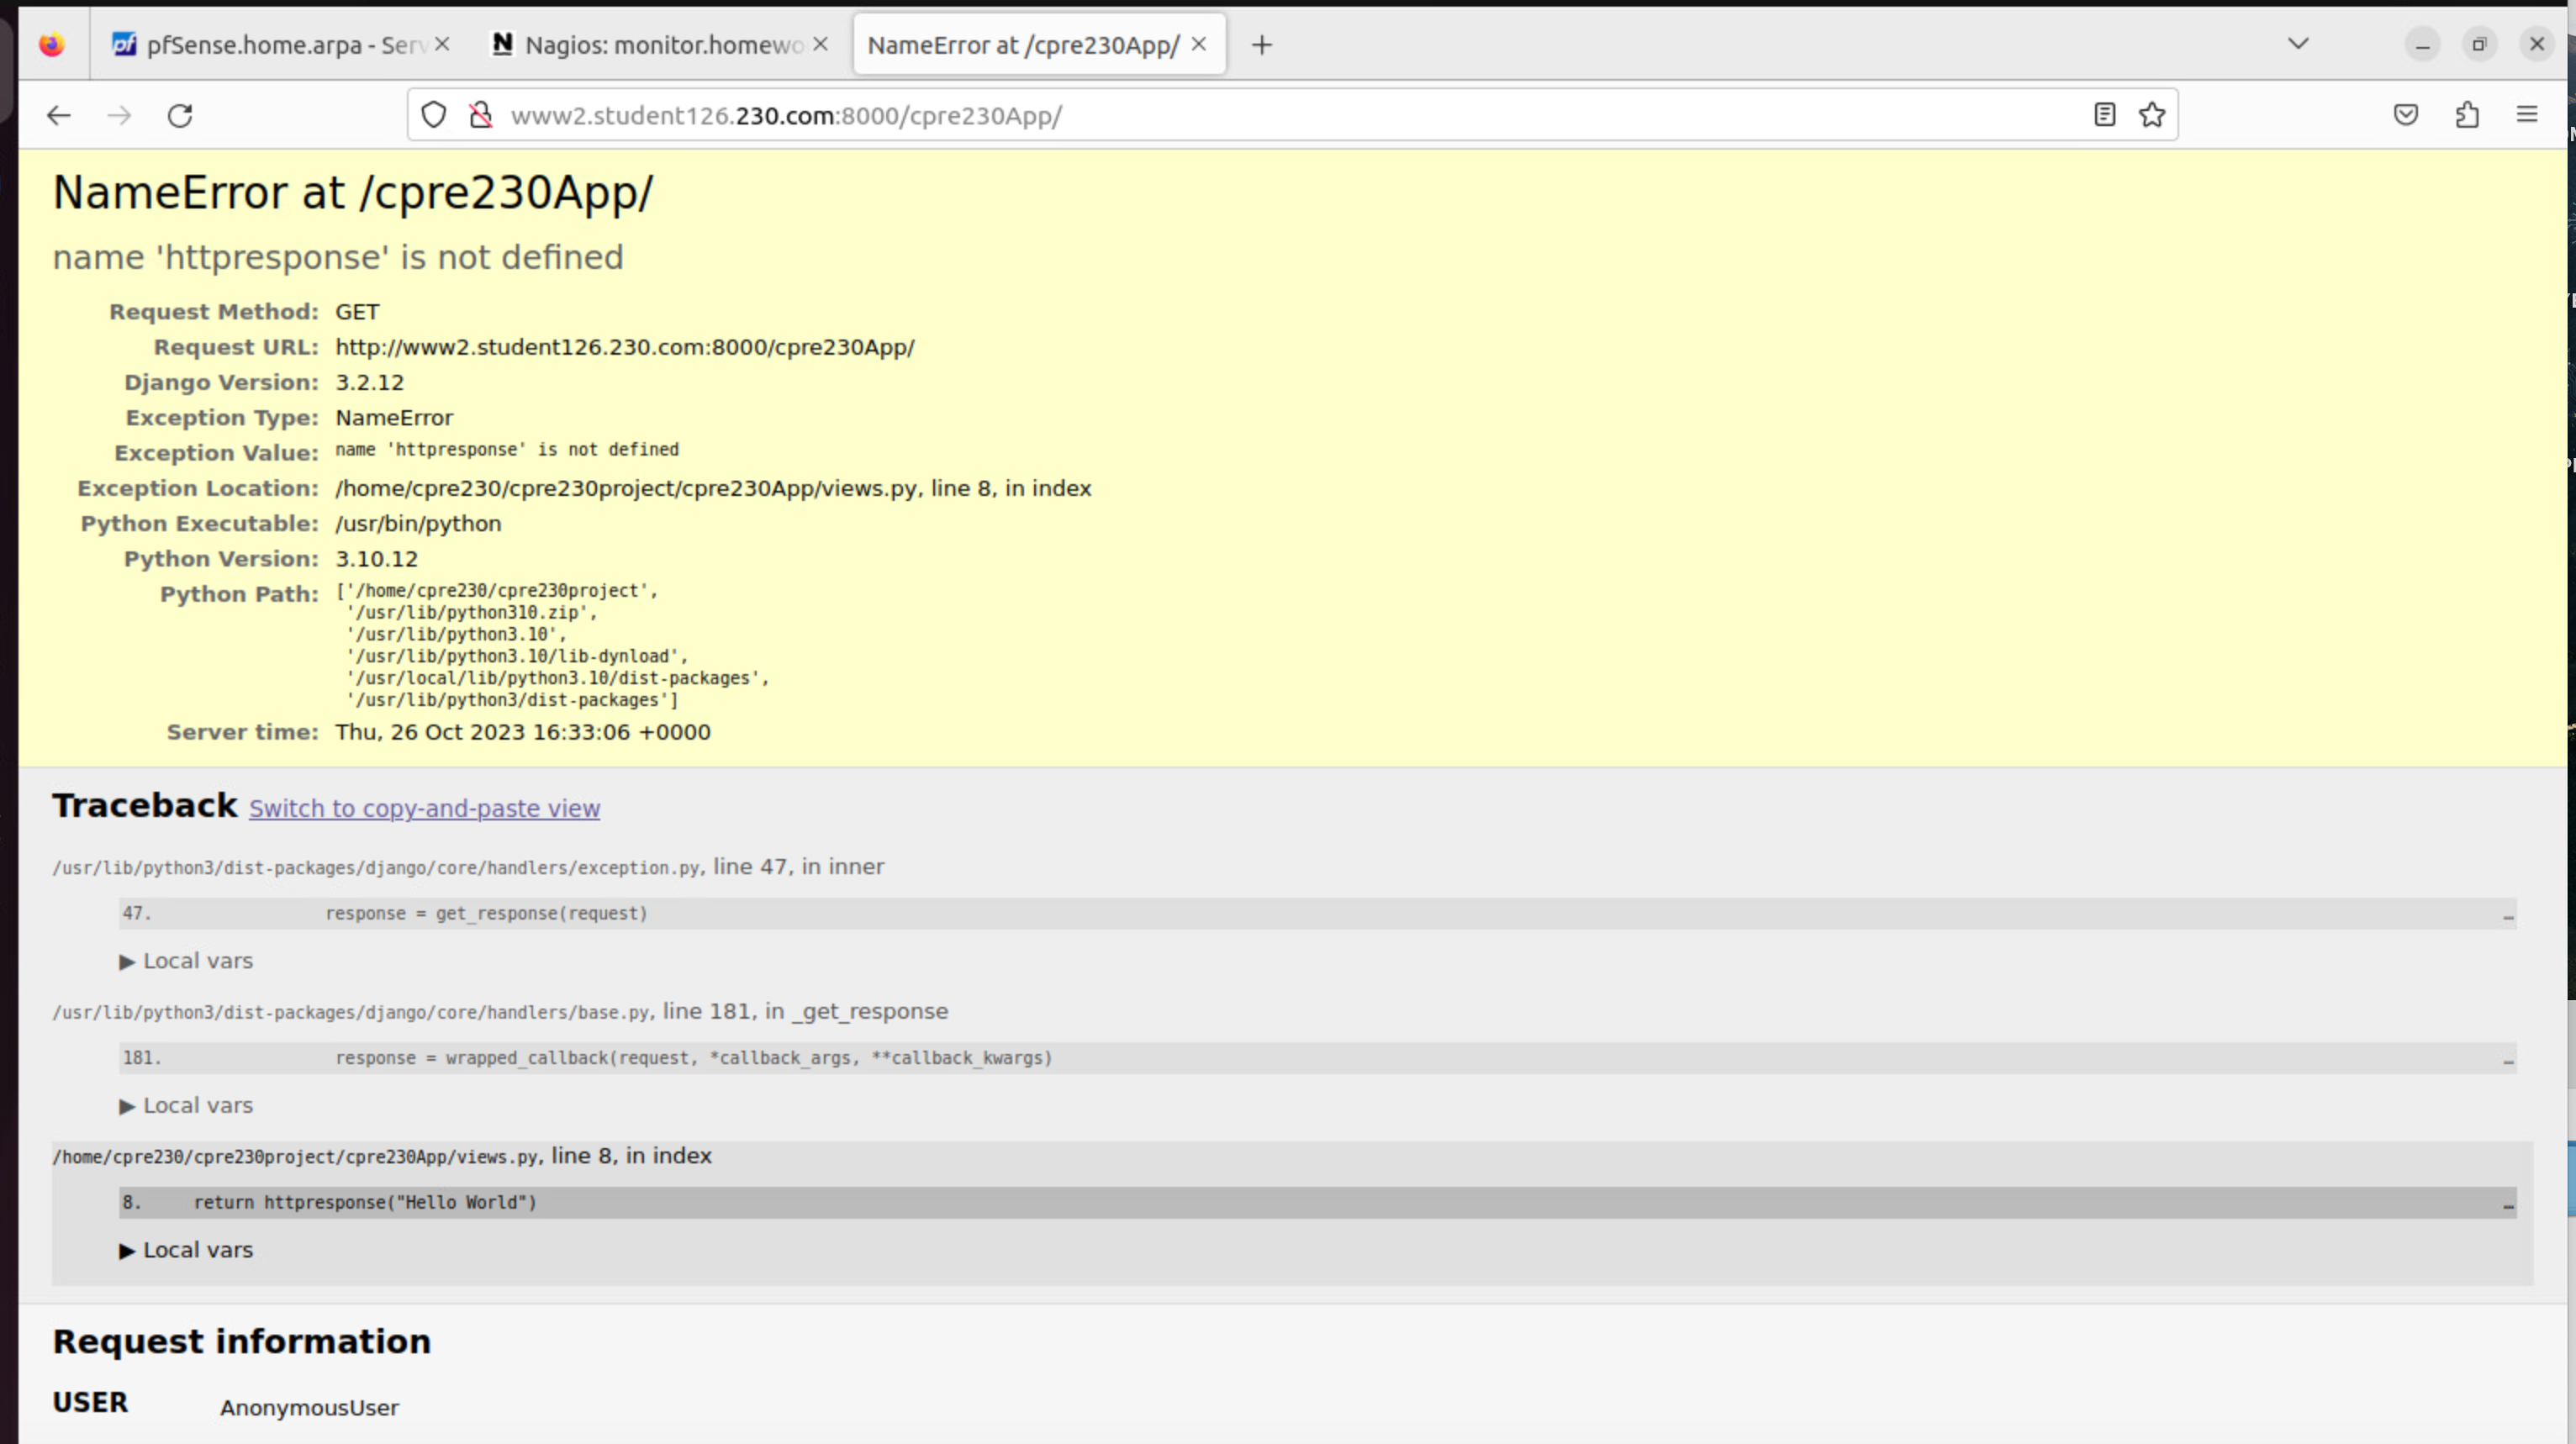 pfSense.home.arpa - Serv
Nagios: monitor.homewo
NameError at /cpre230App/
www2.student126.230.com:8000/cpre230App/
NameError at /cpre230App/
name 'httpresponse' is not defined
Request Method: GET
Request URL: http://www2.student126.230.com:8000/cpre230App/
Django Version: 3.2.12
Exception Type: NameError
Exception Value: name 'httpresponse' is not defined
Exception Location: /home/cpre230/cpre230project/cpre230App/views.py, line 8, in index
Python Executable: /usr/bin/python
Python Version: 3.10.12
Python Path: ['/home/cpre230/cpre230project',
'/usr/lib/python310.zip',
'/usr/lib/python3.10',
'/usr/lib/python3.10/lib-dynload',
'/usr/local/lib/python3.10/dist-packages',
'/usr/lib/python3/dist-packages']
Server time: Thu, 26 Oct 2023 16:33:06 +0000
Traceback Switch to copy-and-paste view
/usr/lib/python3/dist-packages/django/core/handlers/exception.py, line 47, in inner
47. response = get_response(request) …
▶ Local vars
/usr/lib/python3/dist-packages/django/core/handlers/base.py, line 181, in _get_response
181. response = wrapped_callback(request, *callback_args, **callback_kwargs) …
▶ Local vars
/home/cpre230/cpre230project/cpre230App/views.py, line 8, in index
8. return httpresponse("Hello World") …
▶ Local vars
Request information
USER AnonymousUser